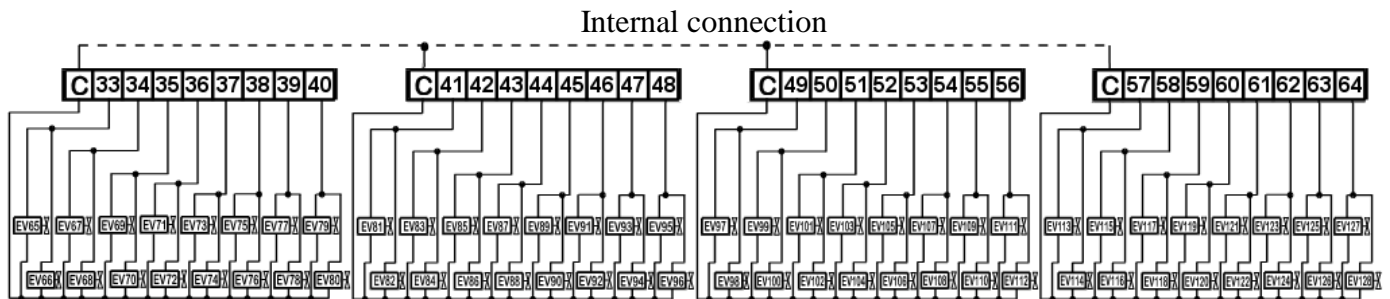 Internal connection
C 33 34 35 36 37 38 39 40 C 41 42 43 44 45 46 47 48 C 49 50 51 52 53 54 55 56 C 57 58 59 60 61 62 63 64
EV65 EV67 EV69 EV71 EV73 EV75 EV77 EV79 EV81 EV83 EV85 EV87 EV89 EV91 EV93 EV95 EV97 EV99 EV101 EV103 EV105 EV107 EV109 EV111 EV113 EV115 EV117 EV119 EV121 EV123 EV125 EV127
EV66 EV68 EV70 EV72 EV74 EV76 EV78 EV80 EV82 EV84 EV86 EV88 EV90 EV92 EV94 EV96 EV98 EV100 EV102 EV104 EV106 EV108 EV110 EV112 EV114 EV116 EV118 EV120 EV122 EV124 EV126 EV128